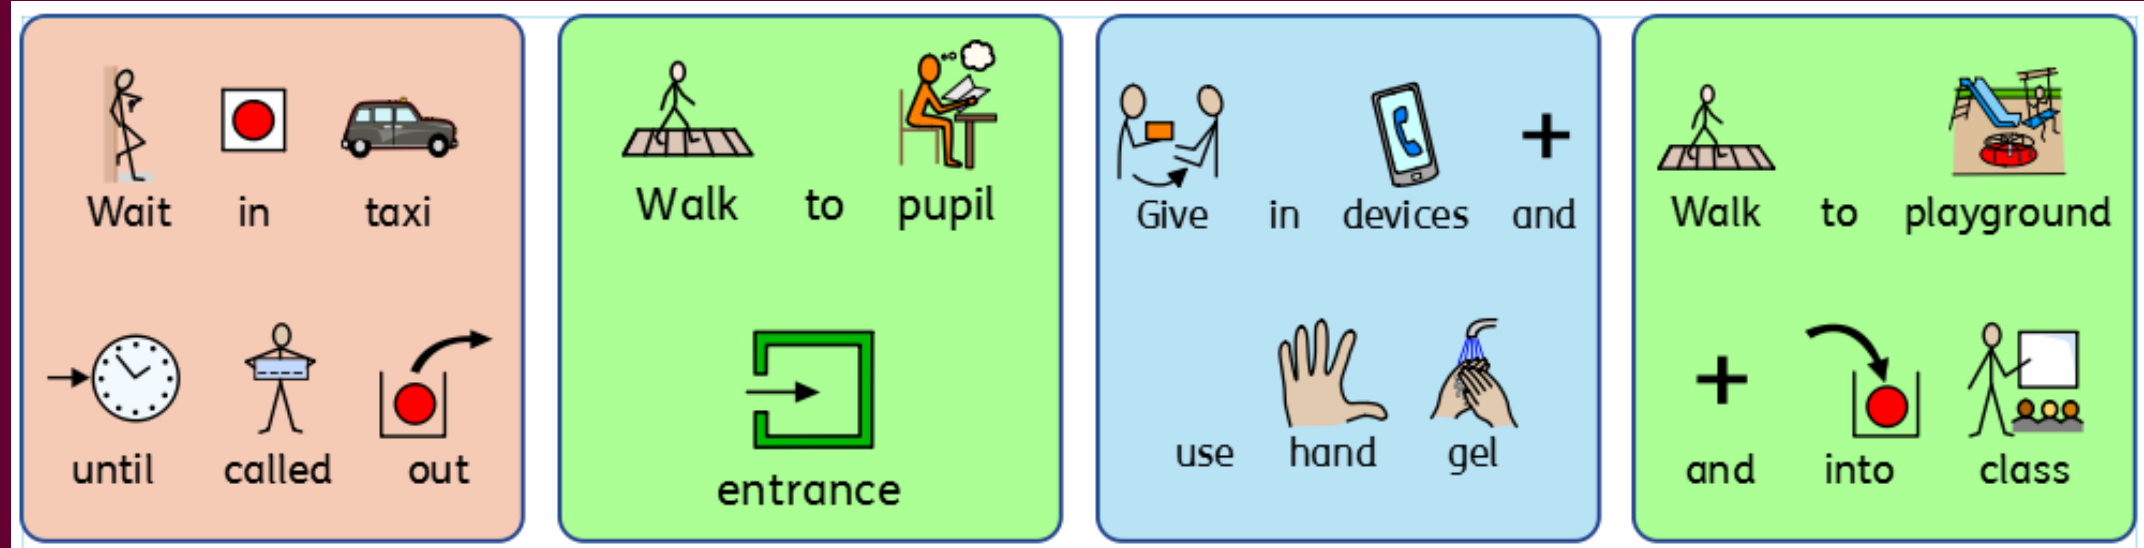 Wait in taxi
until called out
Walk to pupil
entrance
Give in devices and
use hand gel
Walk to playground
and into class